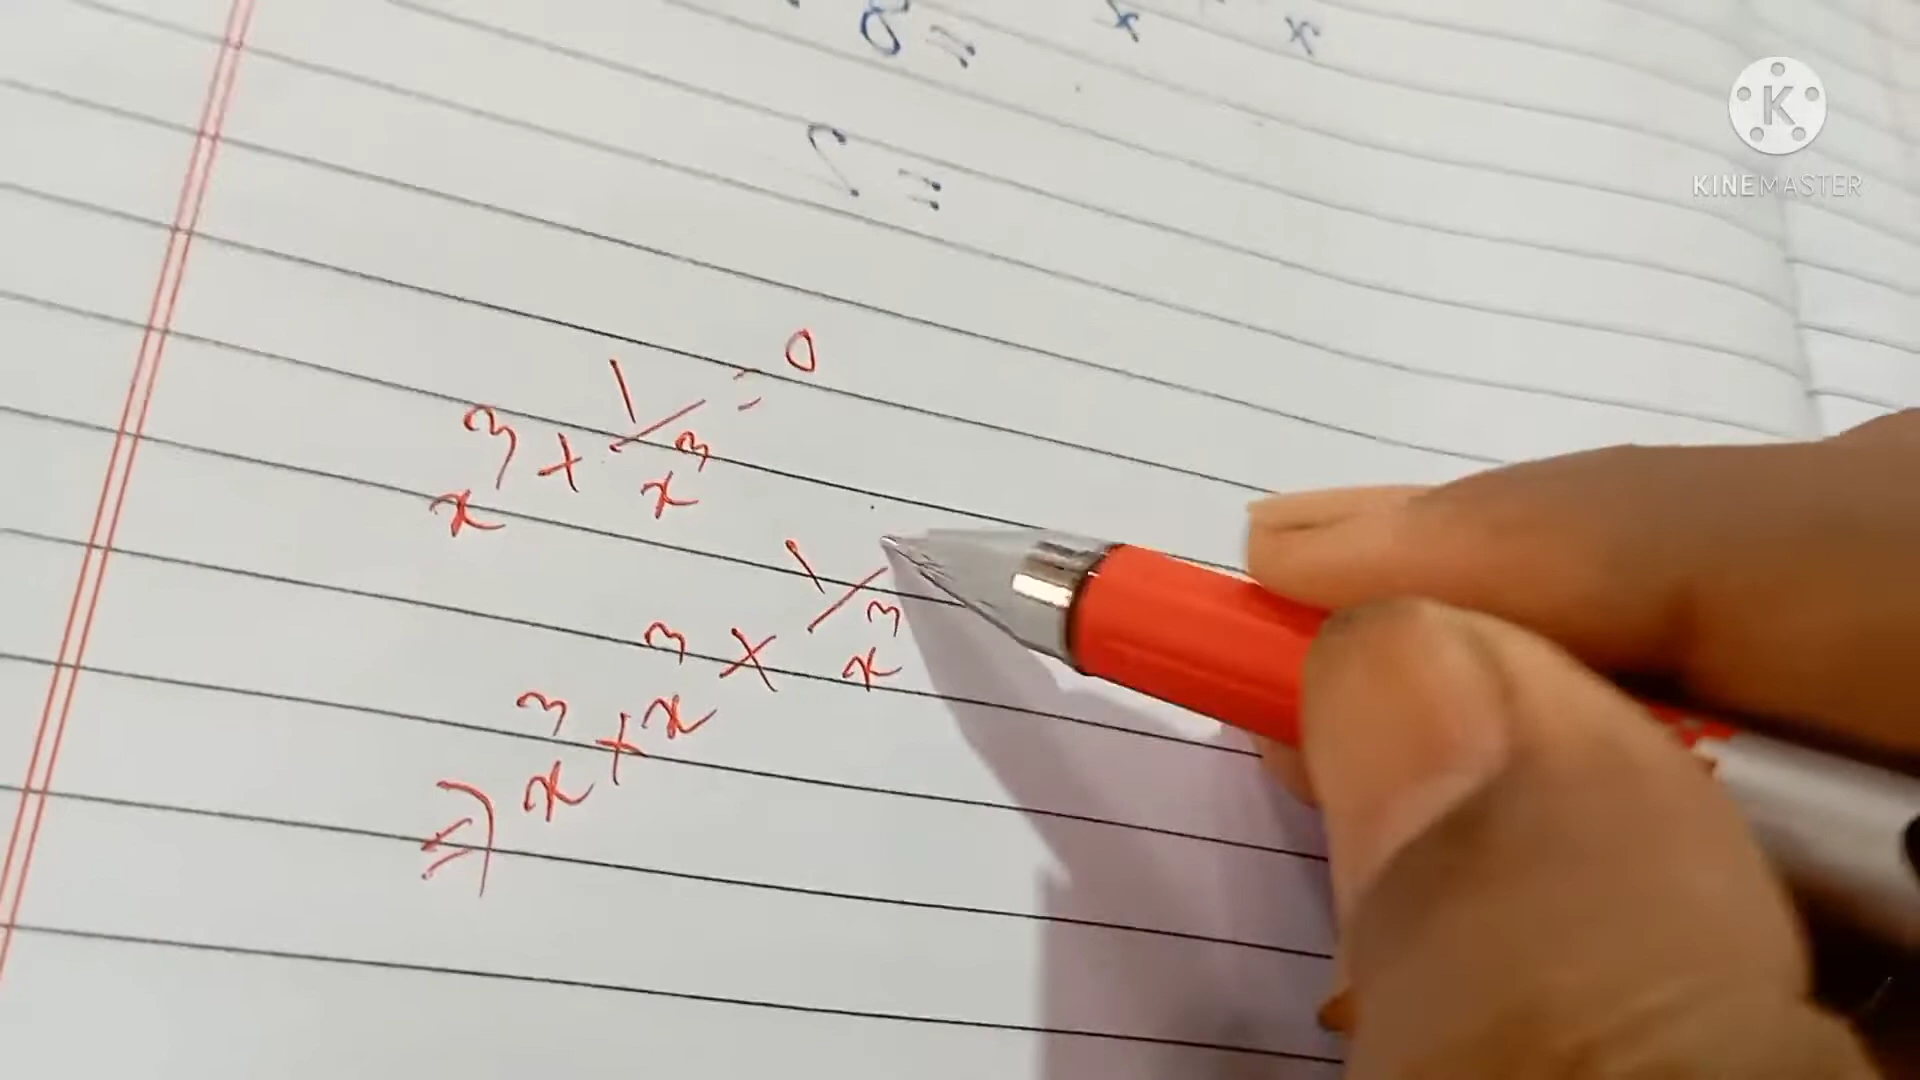 x³ + 1/x³ = 0
⇒ x³ + x³ × 1/x³
KINEMASTER